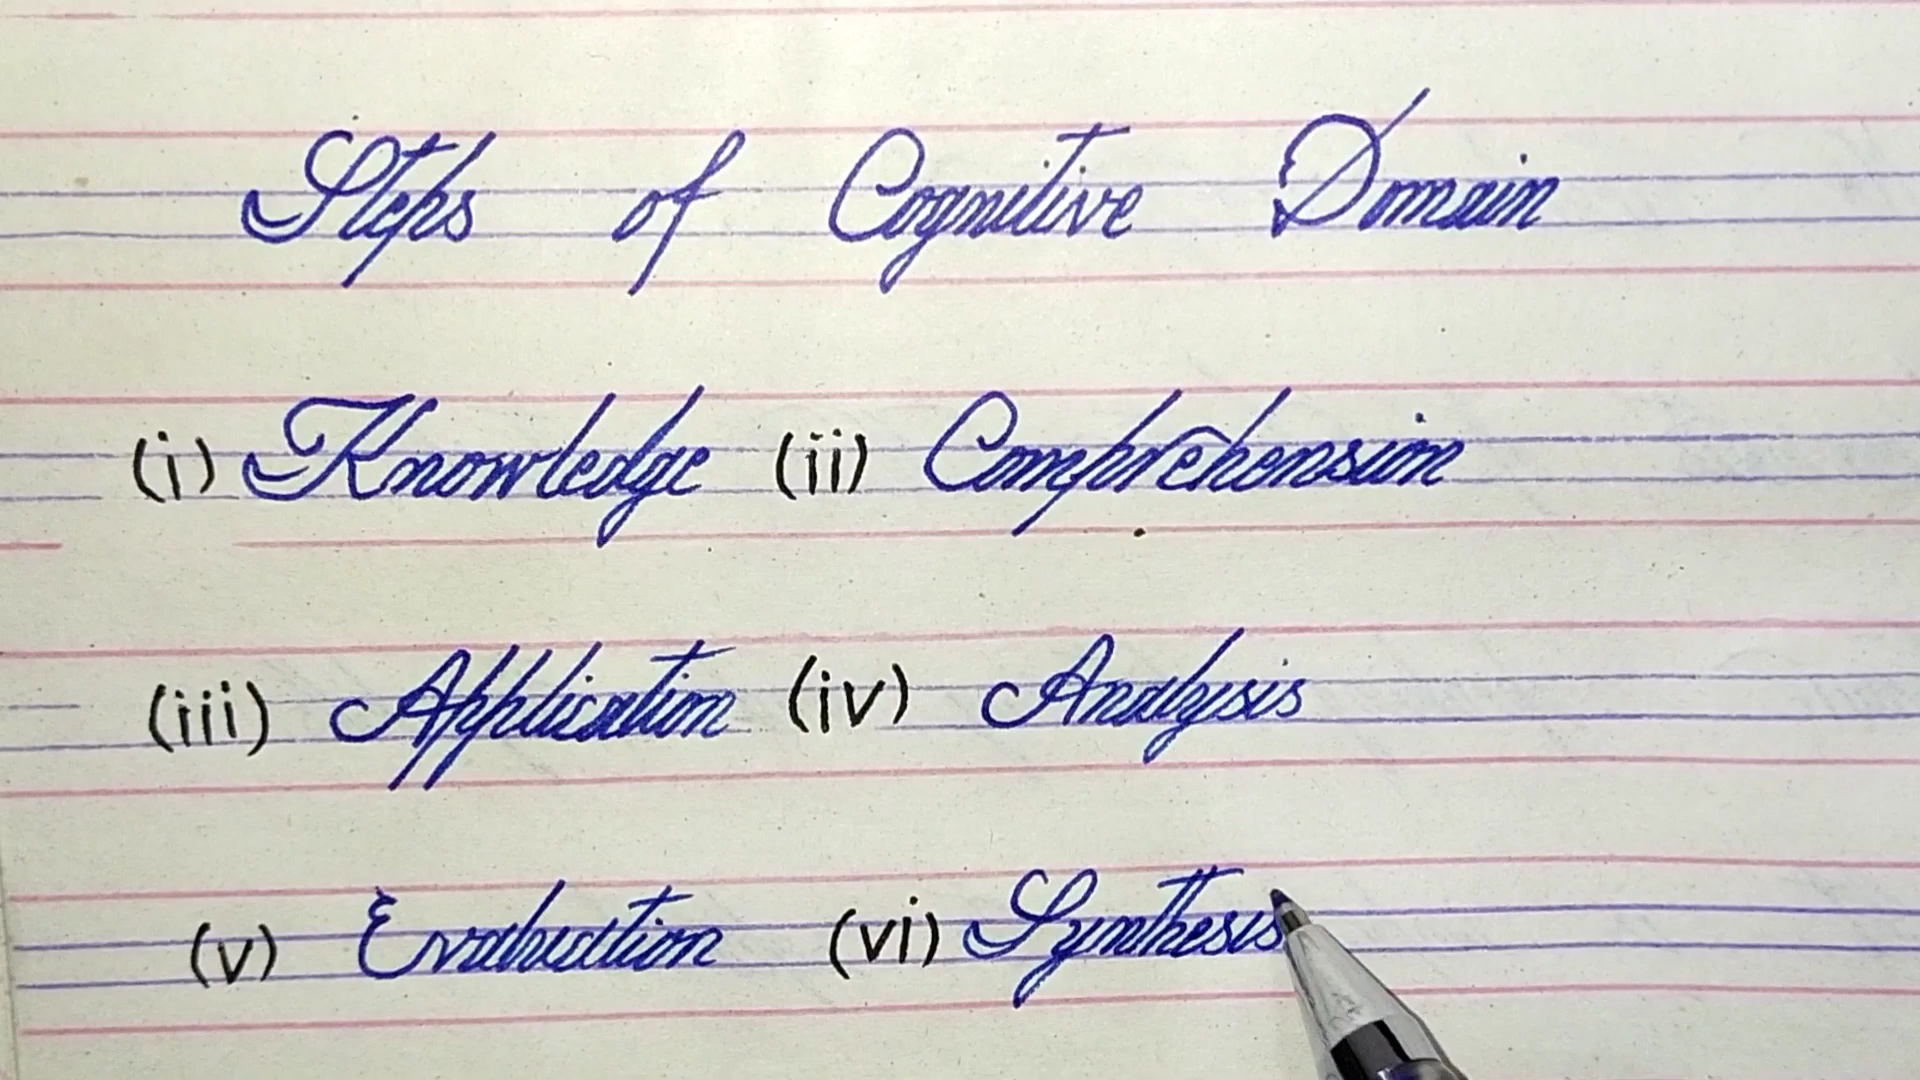 Steps of Cognitive Domain
(i) Knowledge (ii) Comprehension
(iii) Application (iv) Analysis
(v) Evaluation (vi) Synthesis